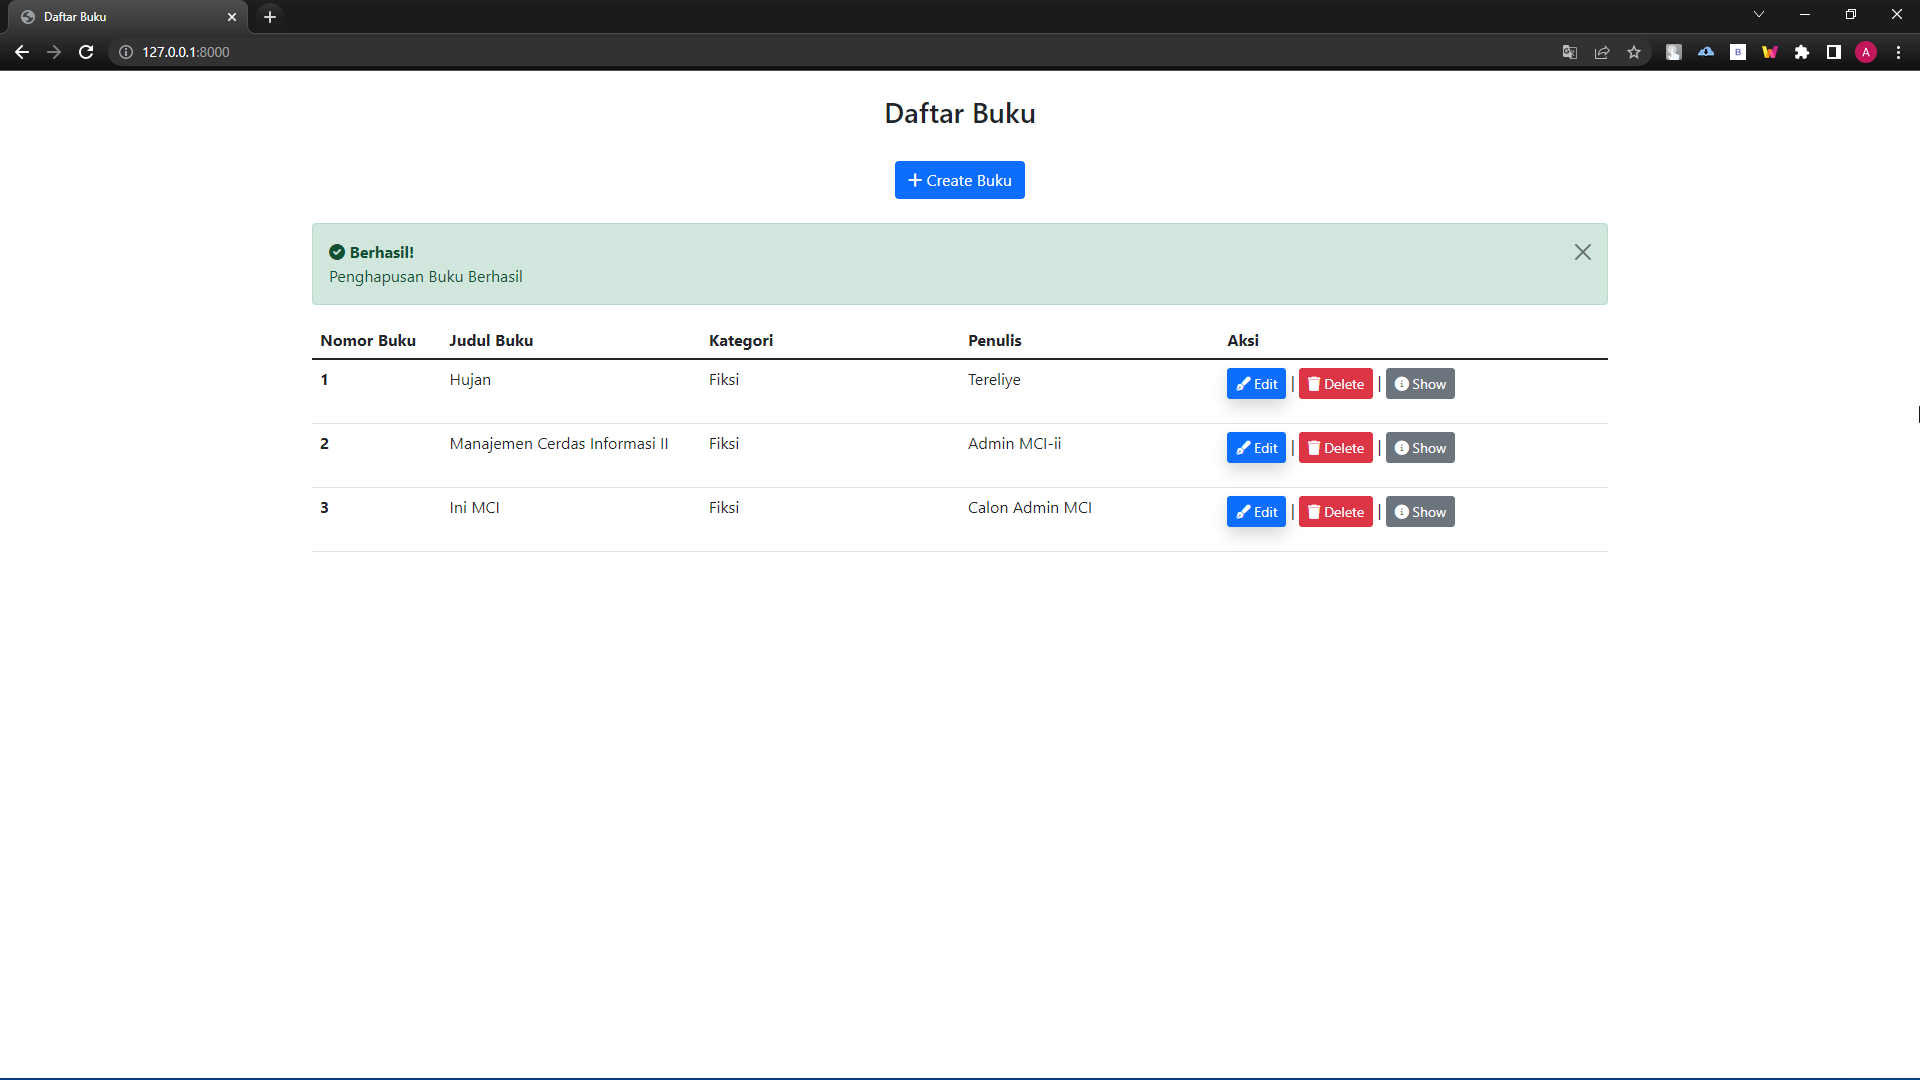 Daftar Buku
127.0.0.1:8000
A
Daftar Buku
Create Buku
Berhasil!
Penghapusan Buku Berhasil
Nomor Buku Judul Buku Kategori Penulis Aksi
1 Hujan Fiksi Tereliye Edit | Delete | Show
2 Manajemen Cerdas Informasi II Fiksi Admin MCI-ii Edit | Delete | Show
3 Ini MCI Fiksi Calon Admin MCI Edit | Delete | Show